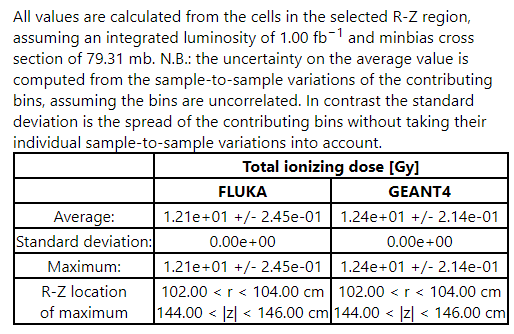 All values are calculated from the cells in the selected R-Z region,
assuming an integrated luminosity of 1.00 fb⁻¹ and minbias cross
section of 79.31 mb. N.B.: the uncertainty on the average value is
computed from the sample-to-sample variations of the contributing
bins, assuming the bins are uncorrelated. In contrast the standard
deviation is the spread of the contributing bins without taking their
individual sample-to-sample variations into account.
Total ionizing dose [Gy]
FLUKA GEANT4
Average: 1.21e+01 +/- 2.45e-01 1.24e+01 +/- 2.14e-01
Standard deviation: 0.00e+00 0.00e+00
Maximum: 1.21e+01 +/- 2.45e-01 1.24e+01 +/- 2.14e-01
R-Z location 102.00 < r < 104.00 cm 102.00 < r < 104.00 cm
of maximum 144.00 < |z| < 146.00 cm 144.00 < |z| < 146.00 cm